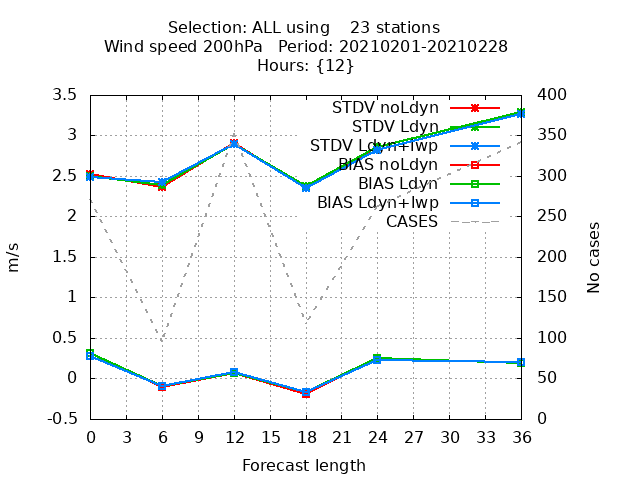 Selection: ALL using 23 stations
Wind speed 200hPa Period: 20210201-20210228
Hours: {12}
3.5
3
2.5
2
1.5
1
0.5
0
-0.5
m/s
STDV noLdyn
STDV Ldyn
STDV Ldyn+lwp
BIAS noLdyn
BIAS Ldyn
BIAS Ldyn+lwp
CASES
400
350
300
250
200
150
100
50
0
No cases
0 3 6 9 12 15 18 21 24 27 30 33 36
Forecast length